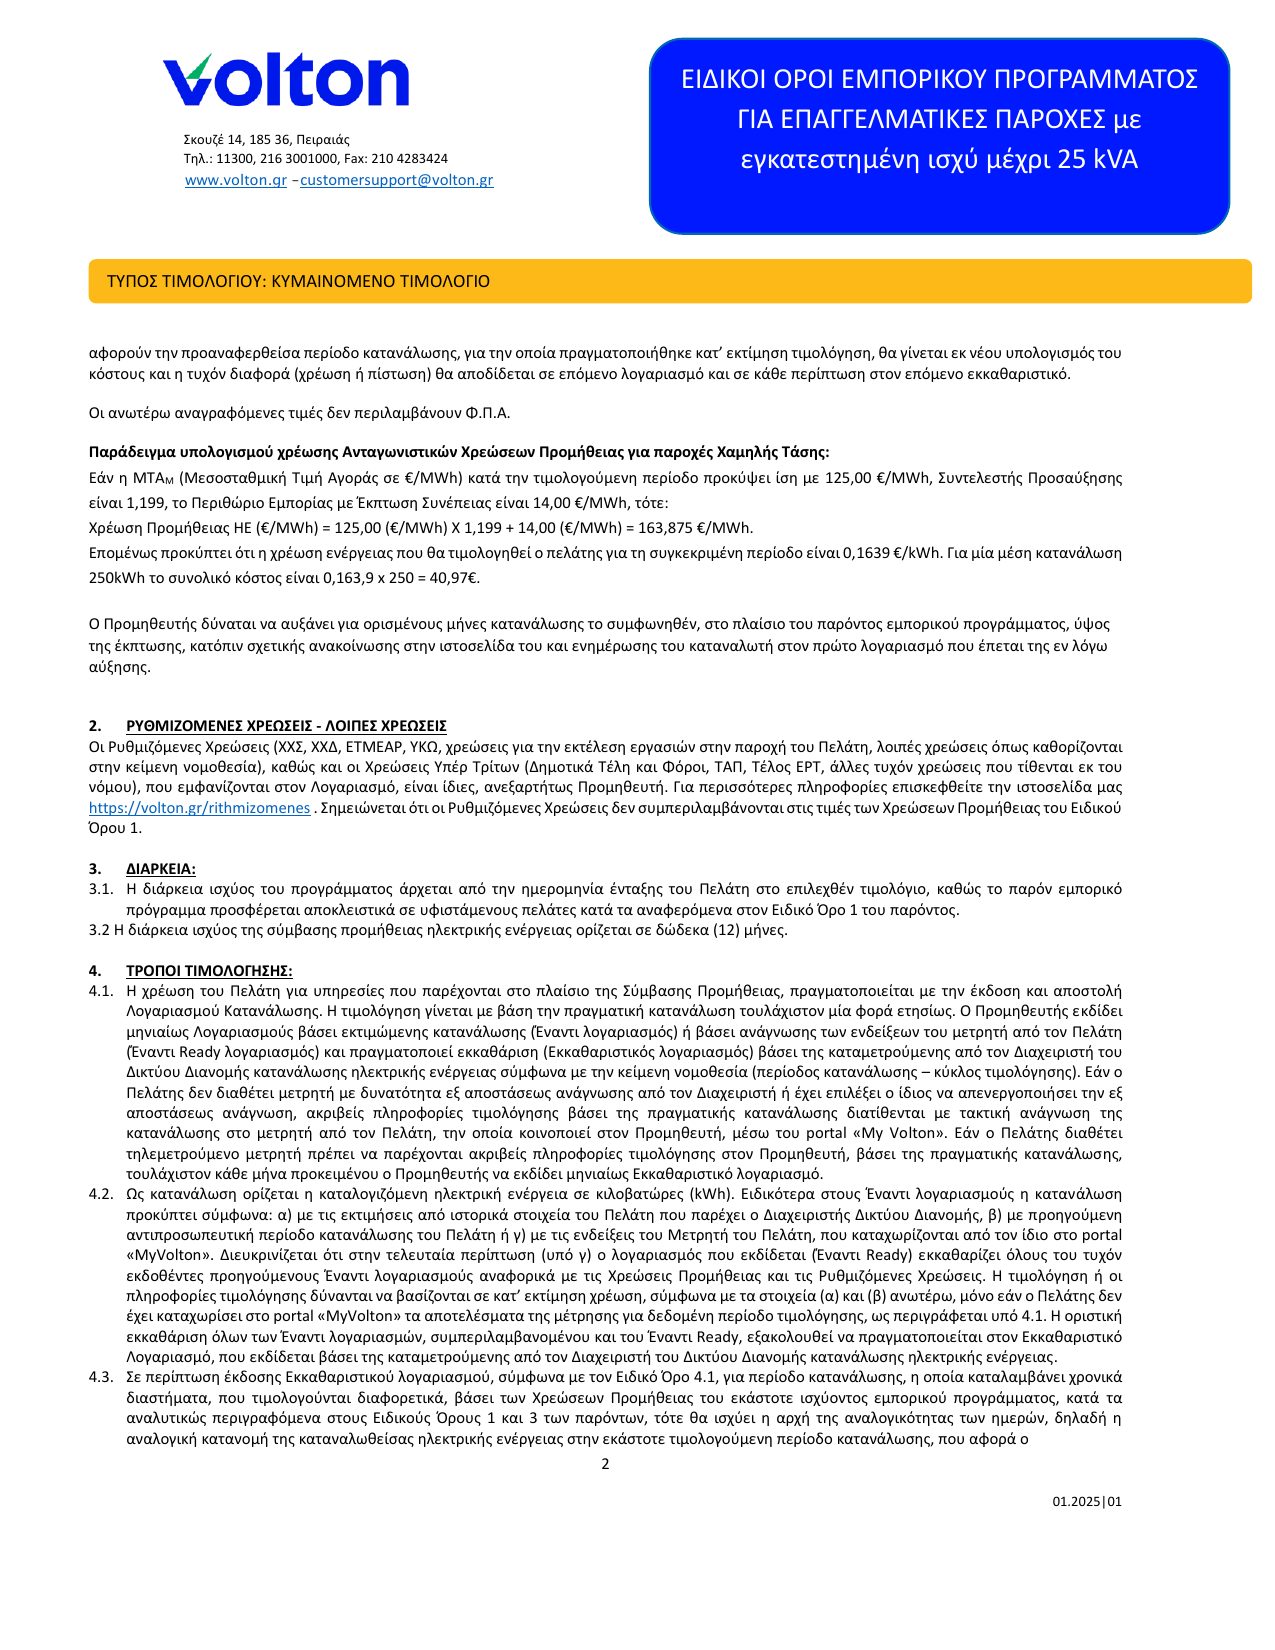 volton
Σκουζέ 14, 185 36, Πειραιάς
Τηλ.: 11300, 216 3001000, Fax: 210 4283424
www.volton.gr –customersupport@volton.gr
ΕΙΔΙΚΟΙ ΟΡΟΙ ΕΜΠΟΡΙΚΟΥ ΠΡΟΓΡΑΜΜΑΤΟΣ
ΓΙΑ ΕΠΑΓΓΕΛΜΑΤΙΚΕΣ ΠΑΡΟΧΕΣ με
εγκατεστημένη ισχύ μέχρι 25 kVA
ΤΥΠΟΣ ΤΙΜΟΛΟΓΙΟΥ: ΚΥΜΑΙΝΟΜΕΝΟ ΤΙΜΟΛΟΓΙΟ
αφορούν την προαναφερθείσα περίοδο κατανάλωσης, για την οποία πραγματοποιήθηκε κατ’ εκτίμηση τιμολόγηση, θα γίνεται εκ νέου υπολογισμός του
κόστους και η τυχόν διαφορά (χρέωση ή πίστωση) θα αποδίδεται σε επόμενο λογαριασμό και σε κάθε περίπτωση στον επόμενο εκκαθαριστικό.
Οι ανωτέρω αναγραφόμενες τιμές δεν περιλαμβάνουν Φ.Π.Α.
Παράδειγμα υπολογισμού χρέωσης Ανταγωνιστικών Χρεώσεων Προμήθειας για παροχές Χαμηλής Τάσης:
Εάν η ΜΤΑΜ (Μεσοσταθμική Τιμή Αγοράς σε €/MWh) κατά την τιμολογούμενη περίοδο προκύψει ίση με 125,00 €/MWh, Συντελεστής Προσαύξησης
είναι 1,199, το Περιθώριο Εμπορίας με Έκπτωση Συνέπειας είναι 14,00 €/MWh, τότε:
Χρέωση Προμήθειας ΗΕ (€/MWh) = 125,00 (€/MWh) Χ 1,199 + 14,00 (€/MWh) = 163,875 €/MWh.
Επομένως προκύπτει ότι η χρέωση ενέργειας που θα τιμολογηθεί ο πελάτης για τη συγκεκριμένη περίοδο είναι 0,1639 €/kWh. Για μία μέση κατανάλωση
250kWh το συνολικό κόστος είναι 0,163,9 x 250 = 40,97€.
Ο Προμηθευτής δύναται να αυξάνει για ορισμένους μήνες κατανάλωσης το συμφωνηθέν, στο πλαίσιο του παρόντος εμπορικού προγράμματος, ύψος
της έκπτωσης, κατόπιν σχετικής ανακοίνωσης στην ιστοσελίδα του και ενημέρωσης του καταναλωτή στον πρώτο λογαριασμό που έπεται της εν λόγω
αύξησης.
2. ΡΥΘΜΙΖΟΜΕΝΕΣ ΧΡΕΩΣΕΙΣ - ΛΟΙΠΕΣ ΧΡΕΩΣΕΙΣ
Οι Ρυθμιζόμενες Χρεώσεις (ΧΧΣ, ΧΧΔ, ΕΤΜΕΑΡ, ΥΚΩ, χρεώσεις για την εκτέλεση εργασιών στην παροχή του Πελάτη, λοιπές χρεώσεις όπως καθορίζονται
στην κείμενη νομοθεσία), καθώς και οι Χρεώσεις Υπέρ Τρίτων (Δημοτικά Τέλη και Φόροι, ΤΑΠ, Τέλος ΕΡΤ, άλλες τυχόν χρεώσεις που τίθενται εκ του
νόμου), που εμφανίζονται στον Λογαριασμό, είναι ίδιες, ανεξαρτήτως Προμηθευτή. Για περισσότερες πληροφορίες επισκεφθείτε την ιστοσελίδα μας
https://volton.gr/rithmizomenes . Σημειώνεται ότι οι Ρυθμιζόμενες Χρεώσεις δεν συμπεριλαμβάνονται στις τιμές των Χρεώσεων Προμήθειας του Ειδικού
Όρου 1.
3. ΔΙΑΡΚΕΙΑ:
3.1. Η διάρκεια ισχύος του προγράμματος άρχεται από την ημερομηνία ένταξης του Πελάτη στο επιλεχθέν τιμολόγιο, καθώς το παρόν εμπορικό
πρόγραμμα προσφέρεται αποκλειστικά σε υφιστάμενους πελάτες κατά τα αναφερόμενα στον Ειδικό Όρο 1 του παρόντος.
3.2 Η διάρκεια ισχύος της σύμβασης προμήθειας ηλεκτρικής ενέργειας ορίζεται σε δώδεκα (12) μήνες.
4. ΤΡΟΠΟΙ ΤΙΜΟΛΟΓΗΣΗΣ:
4.1. Η χρέωση του Πελάτη για υπηρεσίες που παρέχονται στο πλαίσιο της Σύμβασης Προμήθειας, πραγματοποιείται με την έκδοση και αποστολή
Λογαριασμού Κατανάλωσης. Η τιμολόγηση γίνεται με βάση την πραγματική κατανάλωση τουλάχιστον μία φορά ετησίως. Ο Προμηθευτής εκδίδει
μηνιαίως Λογαριασμούς βάσει εκτιμώμενης κατανάλωσης (Έναντι λογαριασμός) ή βάσει ανάγνωσης των ενδείξεων του μετρητή από τον Πελάτη
(Έναντι Ready λογαριασμός) και πραγματοποιεί εκκαθάριση (Εκκαθαριστικός λογαριασμός) βάσει της καταμετρούμενης από τον Διαχειριστή του
Δικτύου Διανομής κατανάλωσης ηλεκτρικής ενέργειας σύμφωνα με την κείμενη νομοθεσία (περίοδος κατανάλωσης – κύκλος τιμολόγησης). Εάν ο
Πελάτης δεν διαθέτει μετρητή με δυνατότητα εξ αποστάσεως ανάγνωσης από τον Διαχειριστή ή έχει επιλέξει ο ίδιος να απενεργοποιήσει την εξ
αποστάσεως ανάγνωση, ακριβείς πληροφορίες τιμολόγησης βάσει της πραγματικής κατανάλωσης διατίθενται με τακτική ανάγνωση της
κατανάλωσης στο μετρητή από τον Πελάτη, την οποία κοινοποιεί στον Προμηθευτή, μέσω του portal «My Volton». Εάν ο Πελάτης διαθέτει
τηλεμετρούμενο μετρητή πρέπει να παρέχονται ακριβείς πληροφορίες τιμολόγησης στον Προμηθευτή, βάσει της πραγματικής κατανάλωσης,
τουλάχιστον κάθε μήνα προκειμένου ο Προμηθευτής να εκδίδει μηνιαίως Εκκαθαριστικό λογαριασμό.
4.2. Ως κατανάλωση ορίζεται η καταλογιζόμενη ηλεκτρική ενέργεια σε κιλοβατώρες (kWh). Ειδικότερα στους Έναντι λογαριασμούς η κατανάλωση
προκύπτει σύμφωνα: α) με τις εκτιμήσεις από ιστορικά στοιχεία του Πελάτη που παρέχει ο Διαχειριστής Δικτύου Διανομής, β) με προηγούμενη
αντιπροσωπευτική περίοδο κατανάλωσης του Πελάτη ή γ) με τις ενδείξεις του Μετρητή του Πελάτη, που καταχωρίζονται από τον ίδιο στο portal
«MyVolton». Διευκρινίζεται ότι στην τελευταία περίπτωση (υπό γ) ο λογαριασμός που εκδίδεται (Έναντι Ready) εκκαθαρίζει όλους του τυχόν
εκδοθέντες προηγούμενους Έναντι λογαριασμούς αναφορικά με τις Χρεώσεις Προμήθειας και τις Ρυθμιζόμενες Χρεώσεις. Η τιμολόγηση ή οι
πληροφορίες τιμολόγησης δύνανται να βασίζονται σε κατ’ εκτίμηση χρέωση, σύμφωνα με τα στοιχεία (α) και (β) ανωτέρω, μόνο εάν ο Πελάτης δεν
έχει καταχωρίσει στο portal «MyVolton» τα αποτελέσματα της μέτρησης για δεδομένη περίοδο τιμολόγησης, ως περιγράφεται υπό 4.1. Η οριστική
εκκαθάριση όλων των Έναντι λογαριασμών, συμπεριλαμβανομένου και του Έναντι Ready, εξακολουθεί να πραγματοποιείται στον Εκκαθαριστικό
Λογαριασμό, που εκδίδεται βάσει της καταμετρούμενης από τον Διαχειριστή του Δικτύου Διανομής κατανάλωσης ηλεκτρικής ενέργειας.
4.3. Σε περίπτωση έκδοσης Εκκαθαριστικού λογαριασμού, σύμφωνα με τον Ειδικό Όρο 4.1, για περίοδο κατανάλωσης, η οποία καταλαμβάνει χρονικά
διαστήματα, που τιμολογούνται διαφορετικά, βάσει των Χρεώσεων Προμήθειας του εκάστοτε ισχύοντος εμπορικού προγράμματος, κατά τα
αναλυτικώς περιγραφόμενα στους Ειδικούς Όρους 1 και 3 των παρόντων, τότε θα ισχύει η αρχή της αναλογικότητας των ημερών, δηλαδή η
αναλογική κατανομή της καταναλωθείσας ηλεκτρικής ενέργειας στην εκάστοτε τιμολογούμενη περίοδο κατανάλωσης, που αφορά ο
2
01.2025|01